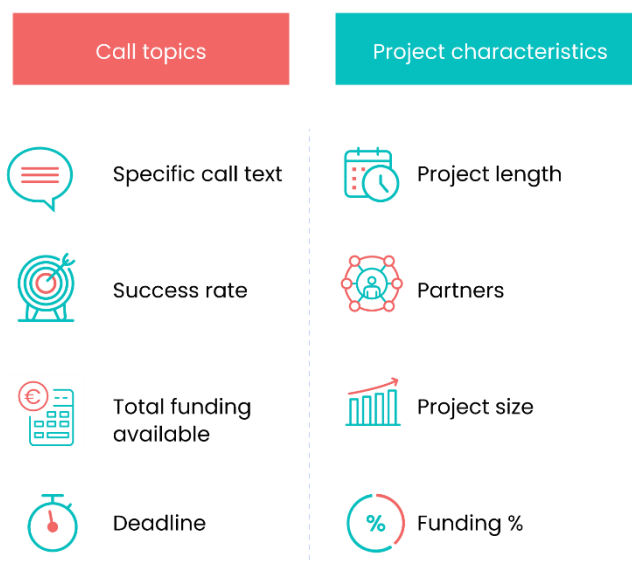 Call topics
Project characteristics
Specific call text
Project length
Success rate
Partners
€
Total funding
available
Project size
Deadline
%
Funding %